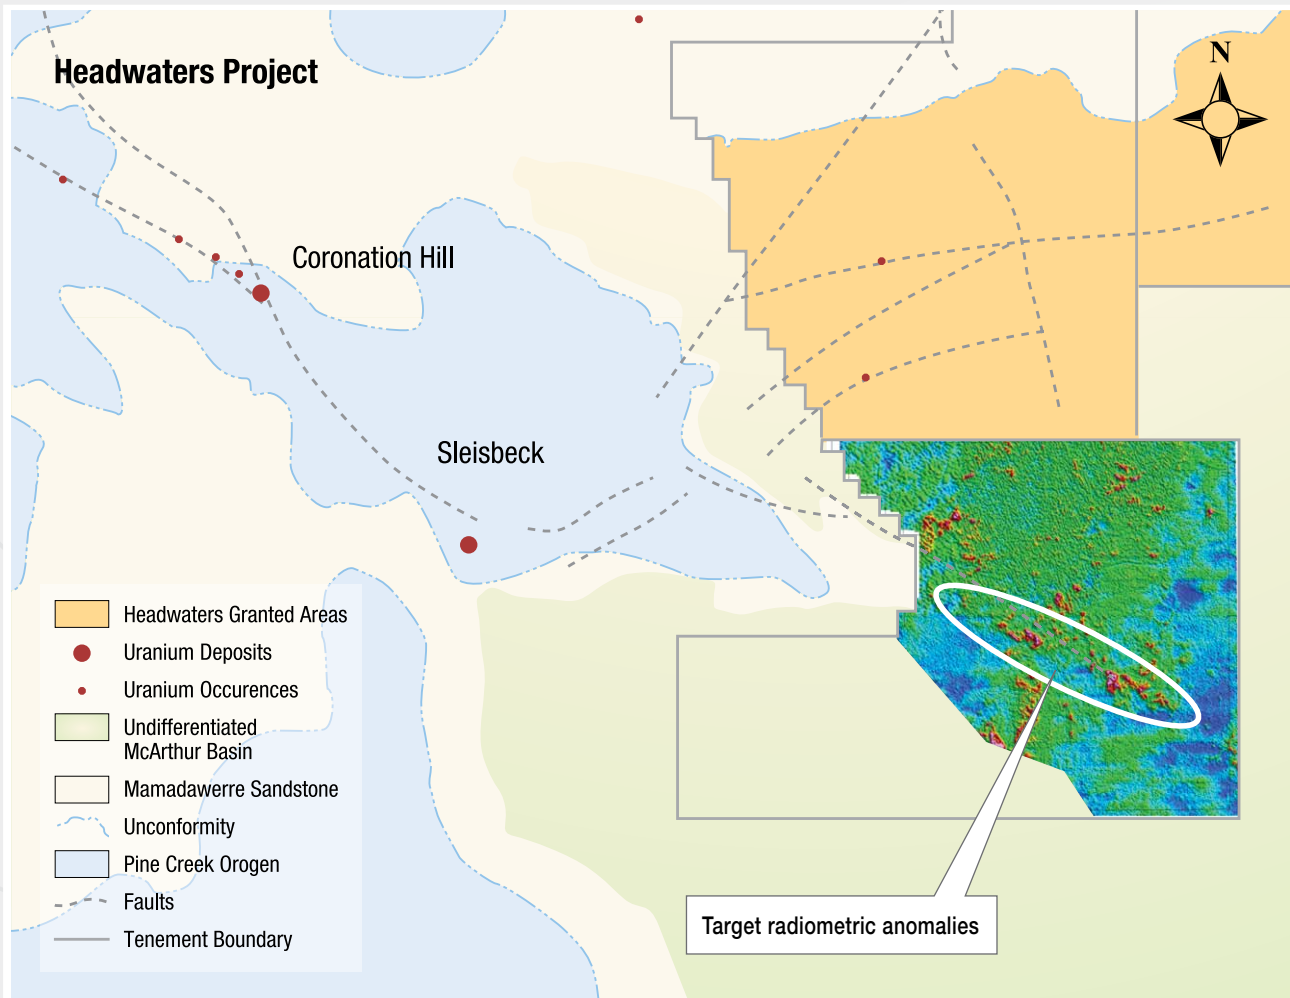 Headwaters Project
N
Coronation Hill
Sleisbeck
Headwaters Granted Areas
Uranium Deposits
Uranium Occurences
Undifferentiated
McArthur Basin
Mamadawerre Sandstone
Unconformity
Pine Creek Orogen
Faults
Tenement Boundary
Target radiometric anomalies